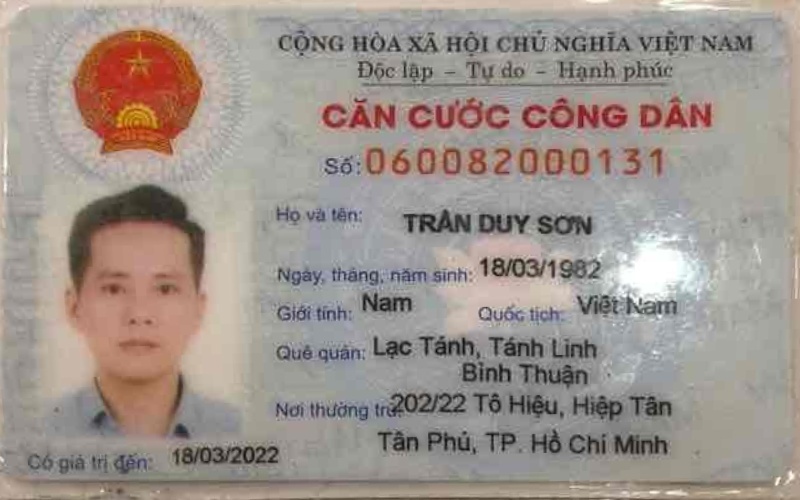 CỘNG HÒA XÃ HỘI CHỦ NGHĨA VIỆT NAM
Độc lập - Tự do - Hạnh phúc
CĂN CƯỚC CÔNG DÂN
Số: 060082000131
Họ và tên: TRẦN DUY SƠN
Ngày, tháng, năm sinh: 18/03/1982
Giới tính: Nam Quốc tịch: Việt Nam
Quê quán: Lạc Tánh, Tánh Linh
Bình Thuận
Nơi thường trú: 202/22 Tô Hiệu, Hiệp Tân
Tân Phú, TP. Hồ Chí Minh
Có giá trị đến: 18/03/2022